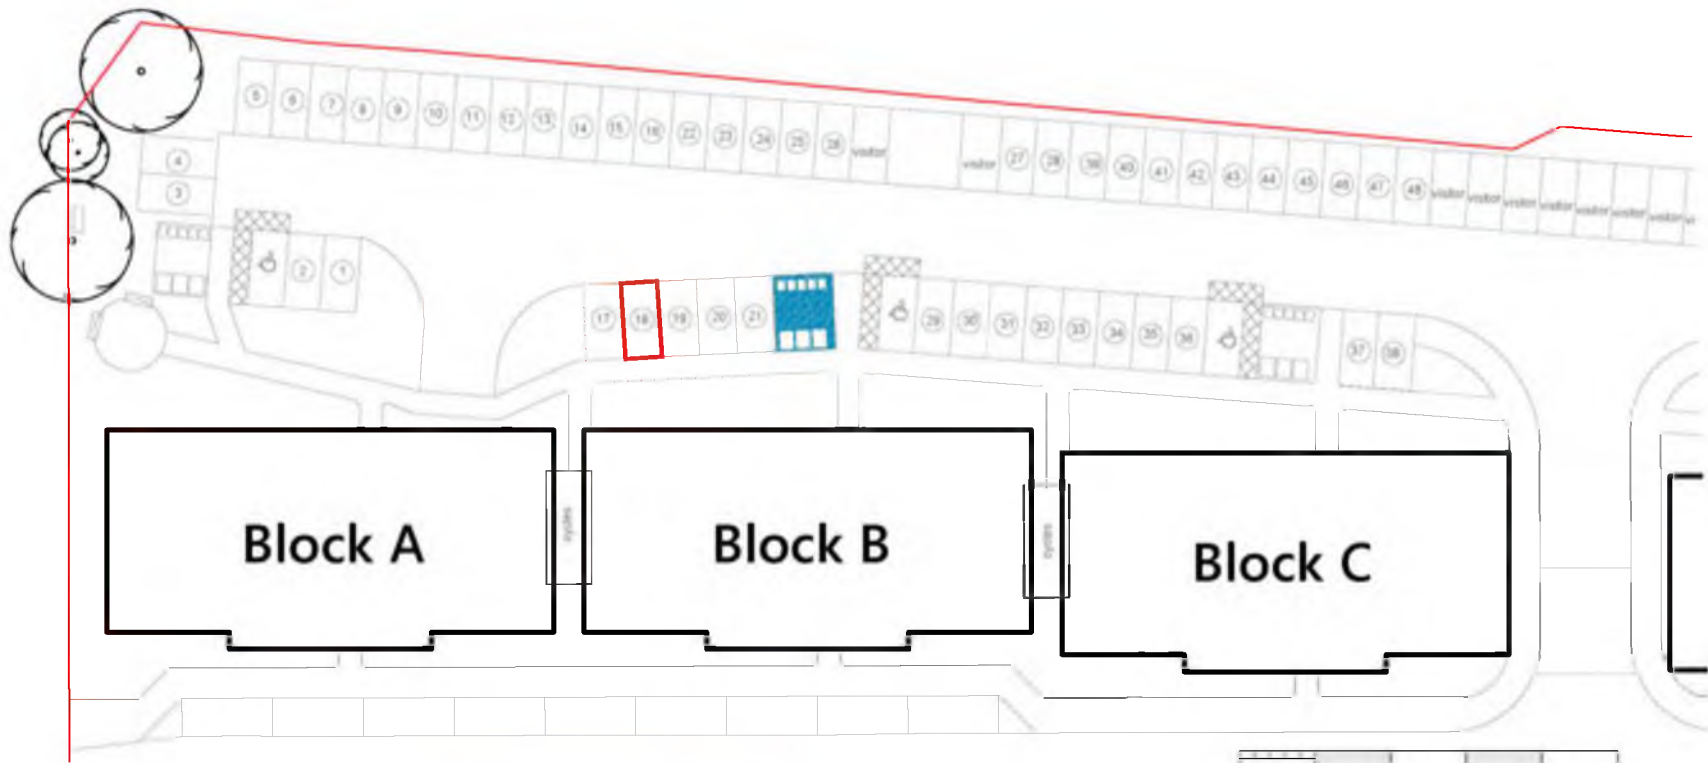 5 6 7 8 9 10 11 12 13 14 15 16 22 23 24 25 26 visitor visitor 27 28 39 40 41 42 43 44 45 46 47 48 visitor visitor visitor visitor visitor visitor visitor
4
3
2 1
17 18 19 20 21
29 30 31 32 33 34 35 36
37 38
Block A
cycles
Block B
cycles
Block C